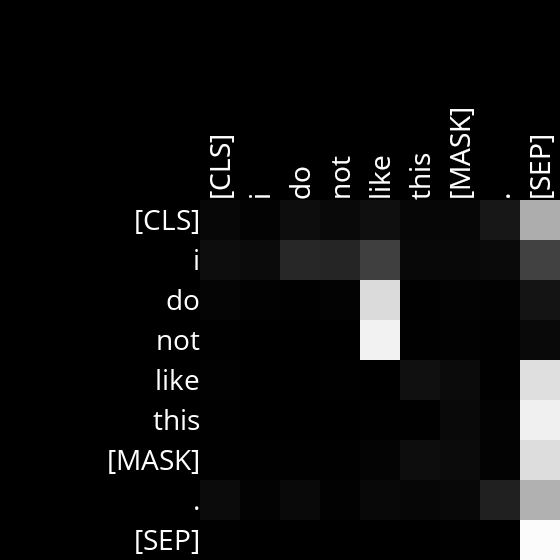 [CLS] i do not like this [MASK] . [SEP]
[CLS]
i
do
not
like
this
[MASK]
.
[SEP]